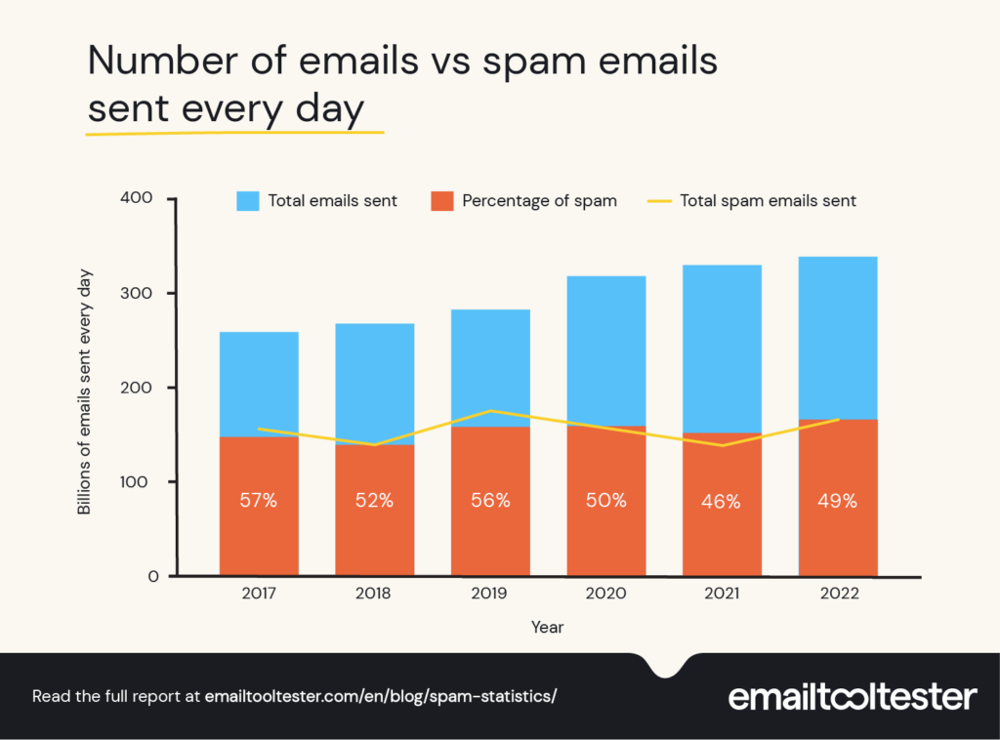 Number of emails vs spam emails
sent every day
Total emails sent
Percentage of spam
Total spam emails sent
Billions of emails sent every day
400
300
200
100
0
57%
52%
56%
50%
46%
49%
2017
2018
2019
2020
2021
2022
Year
Read the full report at emailtooltester.com/en/blog/spam-statistics/
emailtooltester